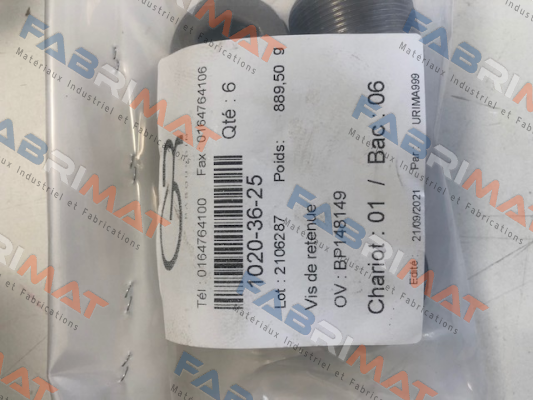 Tél : 0164764100 Fax : 0164764106
1020-36-25 Qté : 6
Lot : 2106287 Poids: 889,50 g
Vis de retenue
OV : BP148149
Chariot : 01 / Bac : 06
Edité 21/09/2021 Par URIMA999
FABRIMAT
Matériaux Industriel et Fabrications